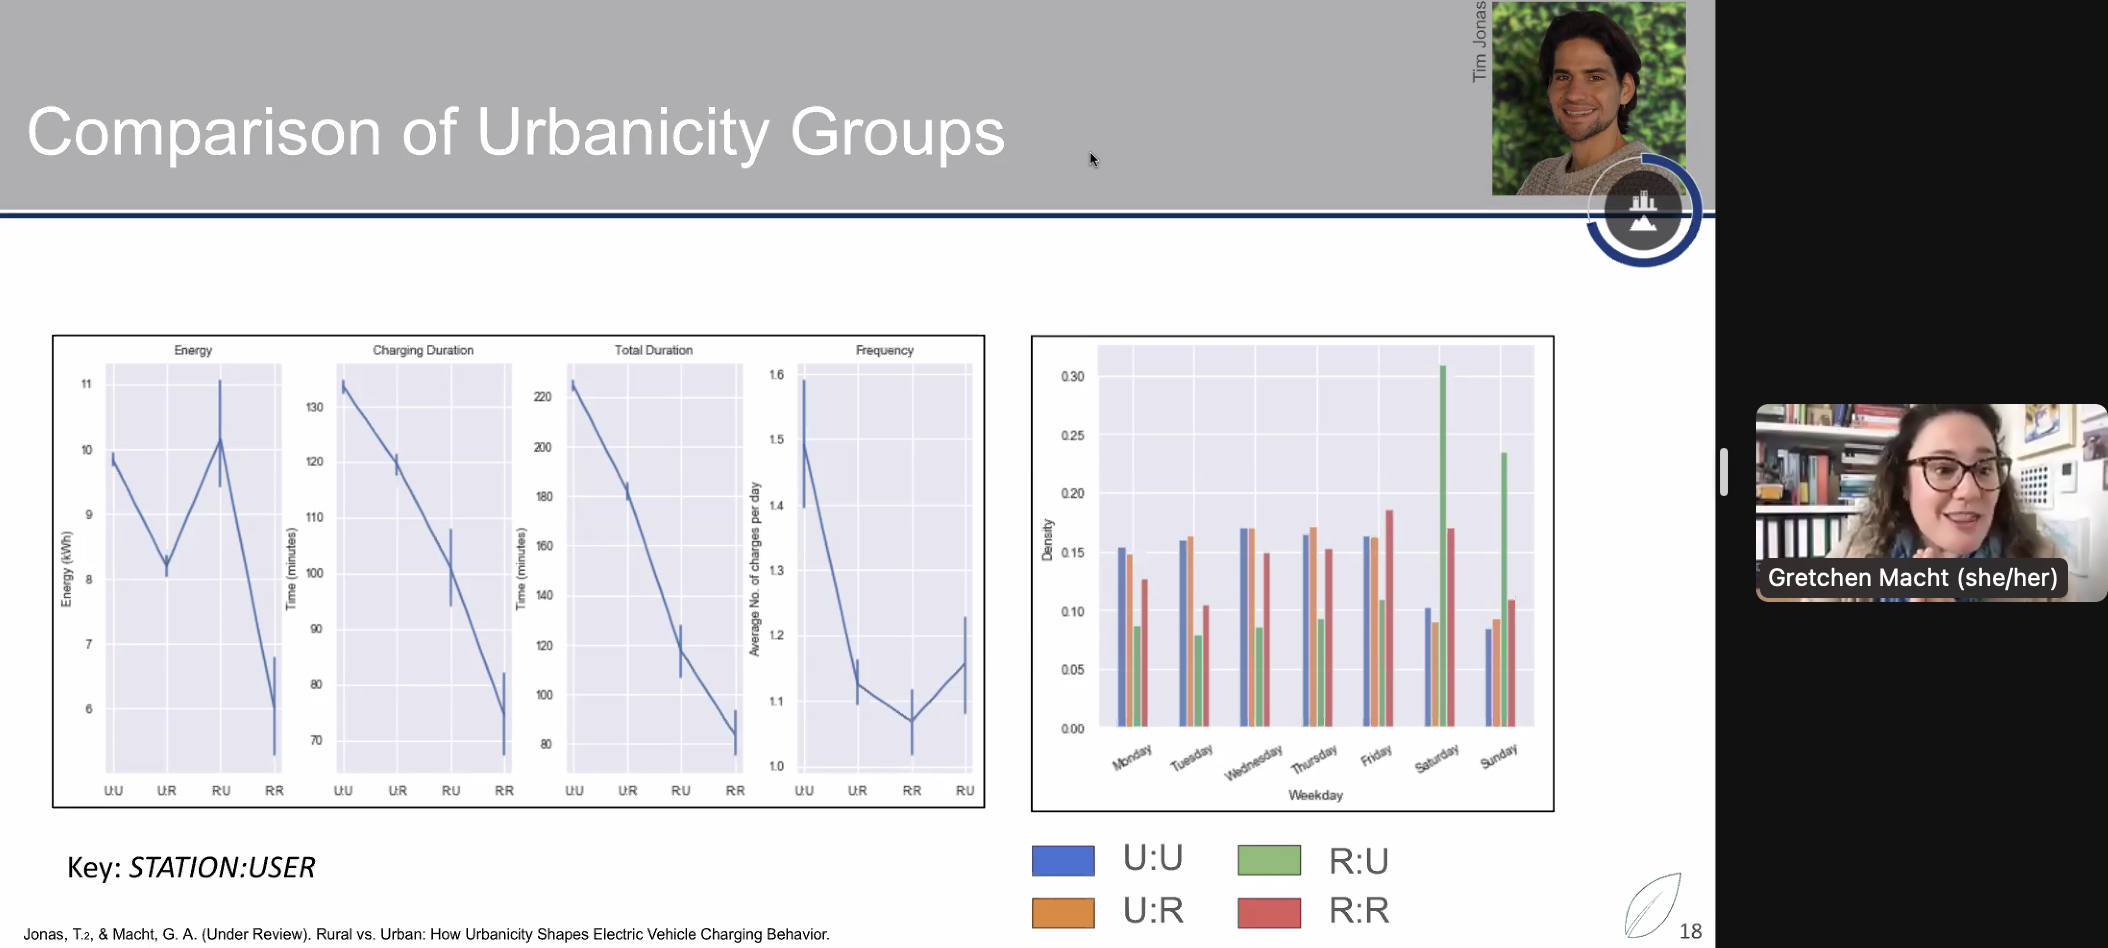 Comparison of Urbanicity Groups
Tim Jonas
Energy
Charging Duration
Total Duration
Frequency
Energy (kWh)
11
10
9
8
7
6
U:U U:R R:U R:R
Time (minutes)
130
120
110
100
90
80
70
U:U U:R R:U R:R
Time (minutes)
220
200
180
160
140
120
100
80
U:U U:R R:U R:R
Average No. of charges per day
1.6
1.5
1.4
1.3
1.2
1.1
1.0
U:U U:R R:R R:U
Density
0.30
0.25
0.20
0.15
0.10
0.05
0.00
Monday Tuesday Wednesday Thursday Friday Saturday Sunday
Weekday
Key: STATION:USER
U:U R:U
U:R R:R
Jonas, T.2, & Macht, G. A. (Under Review). Rural vs. Urban: How Urbanicity Shapes Electric Vehicle Charging Behavior.
18
Gretchen Macht (she/her)